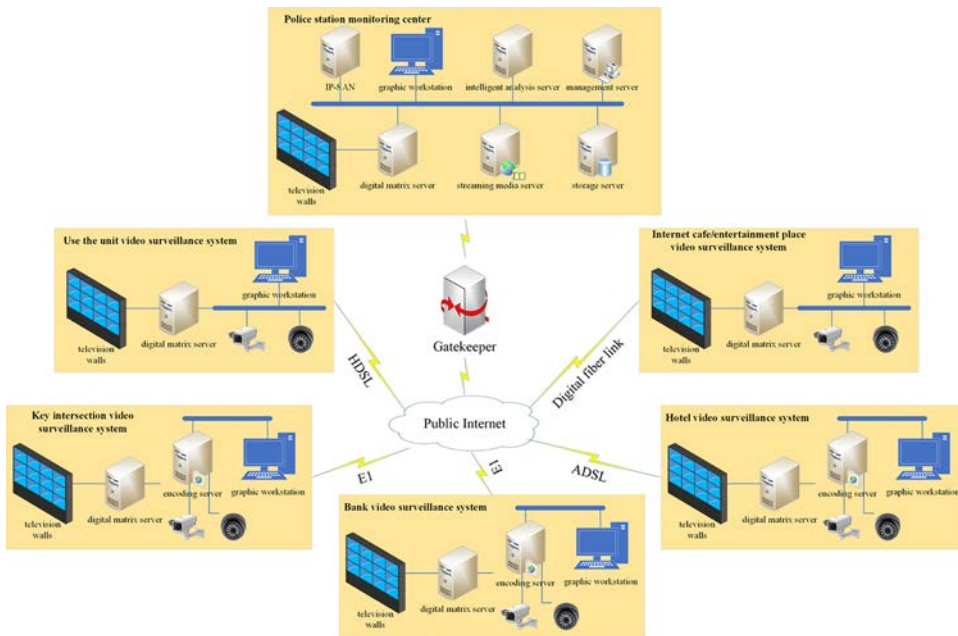 Police station monitoring center
IP-SAN
graphic workstation
intelligent analysis server
management server
television
walls
digital matrix server
streaming media server
storage server
Use the unit video surveillance system
graphic workstation
television
walls
digital matrix server
Gatekeeper
Internet cafe/entertainment place
video surveillance system
graphic workstation
television
walls
digital matrix server
HDSL
Digital fiber link
Public Internet
Key intersection video
surveillance system
encoding server
graphic workstation
digital matrix server
television
walls
E1
E1
ADSL
Bank video surveillance system
encoding server
graphic workstation
digital matrix server
television
walls
Hotel video surveillance system
encoding server
graphic workstation
digital matrix server
television
walls